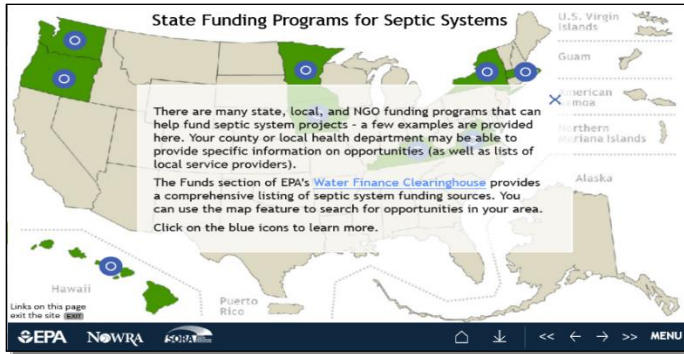 State Funding Programs for Septic Systems
U.S. Virgin
Islands
Guam
American
Samoa
Northern
Mariana Islands
Alaska
There are many state, local, and NGO funding programs that can
help fund septic system projects - a few examples are provided
here. Your county or local health department may be able to
provide specific information on opportunities (as well as lists of
local service providers).
The Funds section of EPA's Water Finance Clearinghouse provides
a comprehensive listing of septic system funding sources. You
can use the map feature to search for opportunities in your area.
Click on the blue icons to learn more.
Hawaii
Puerto
Rico
Links on this page
exit the site EXIT
EPA NOWRA SORA
<< ← → >> MENU